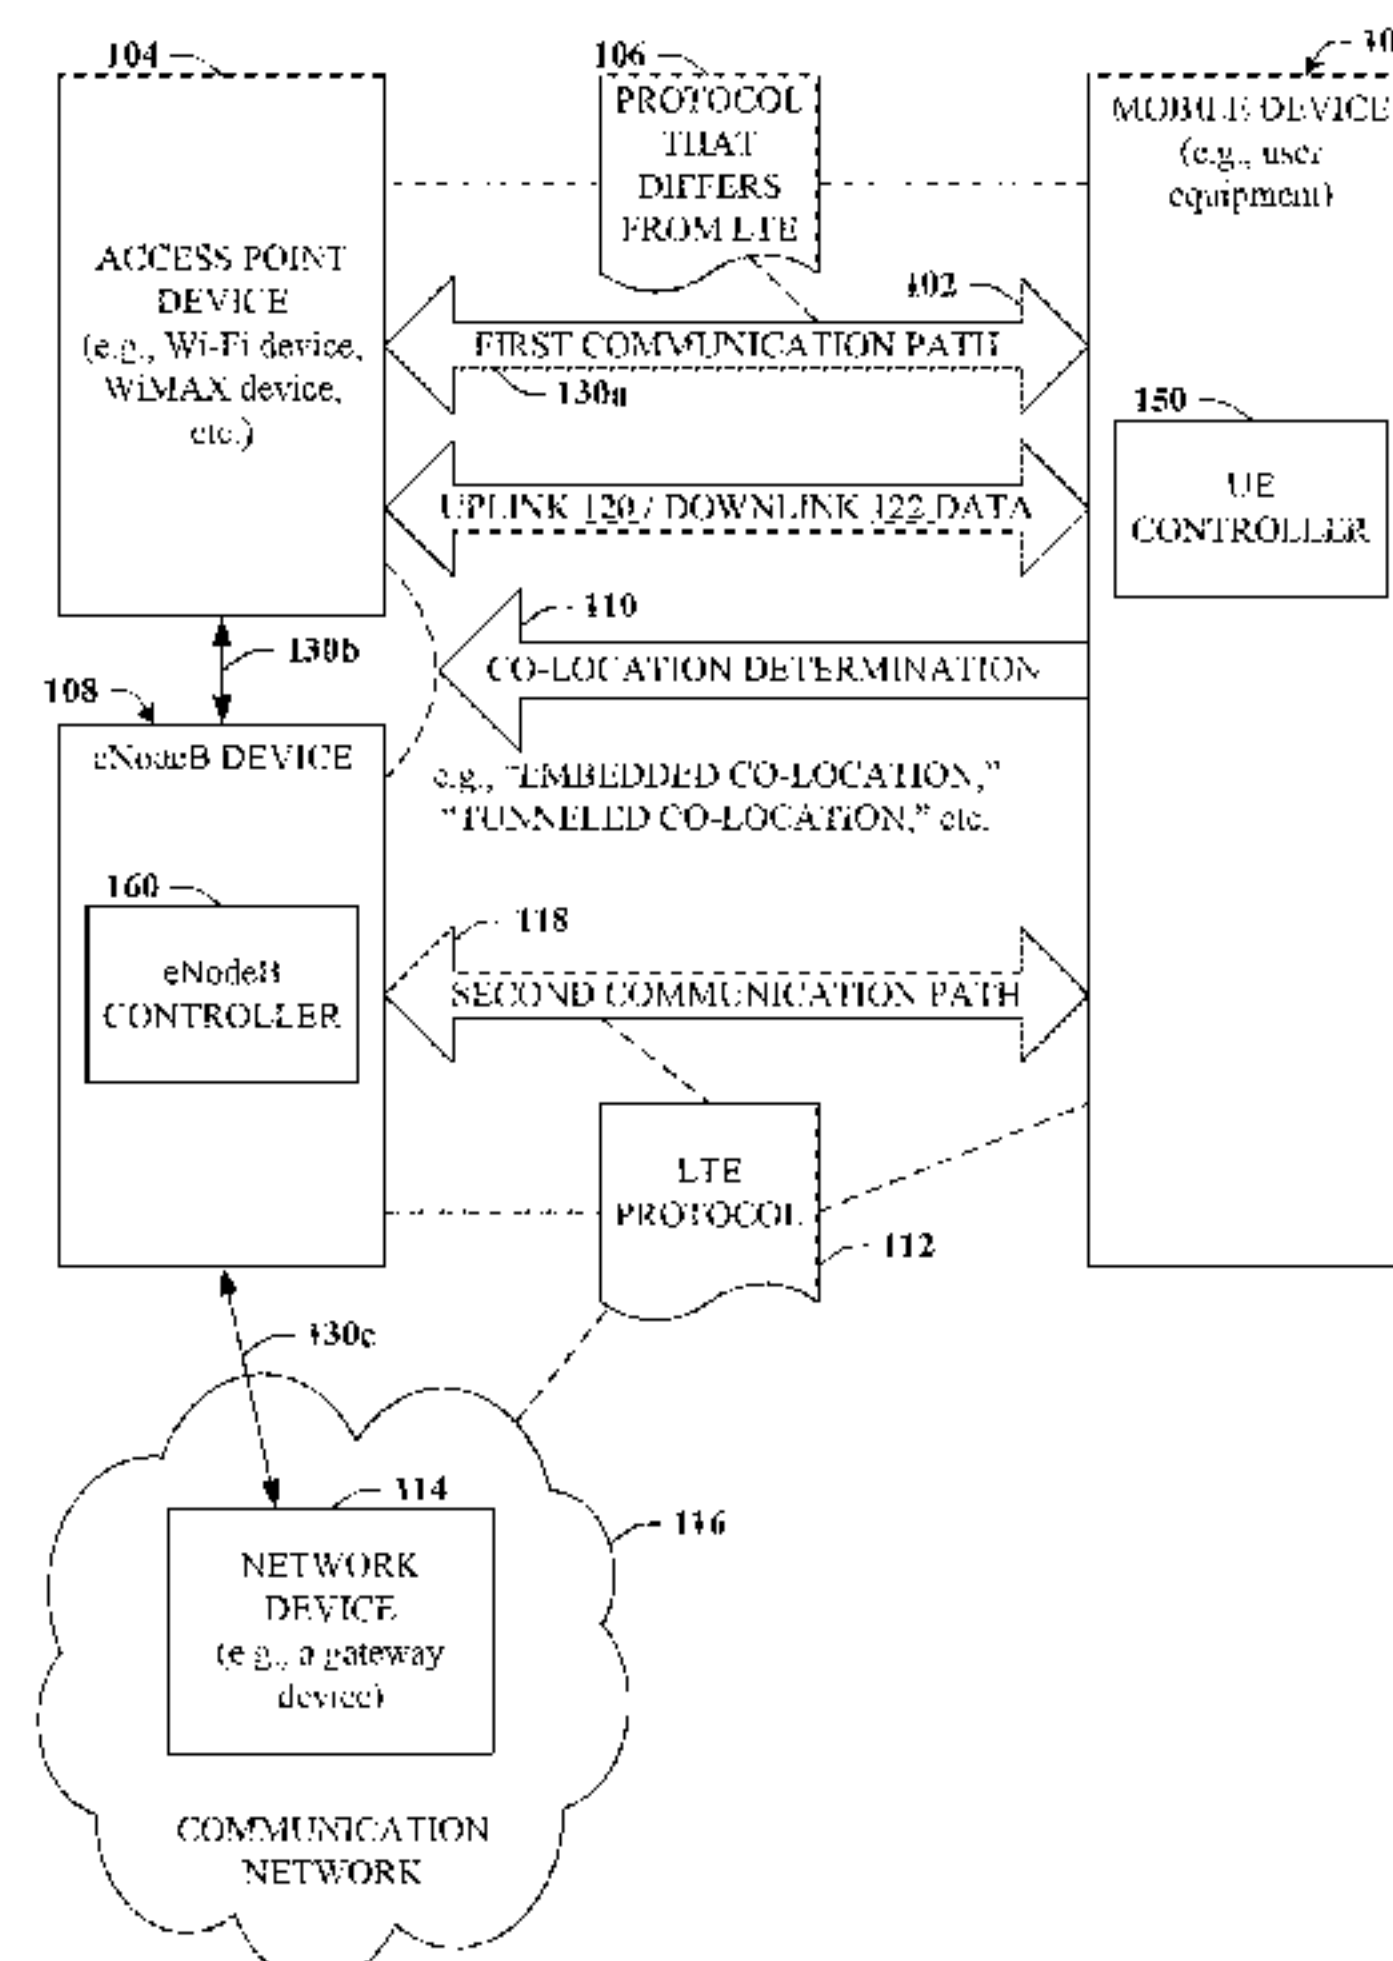 104
106
PROTOCOL
THAT
DIFFERS
FROM LTE
MOBILE DEVICE
(e.g., user
equipment)
ACCESS POINT
DEVICE
(e.g., Wi-Fi device,
WiMAX device,
etc.)
102
FIRST COMMUNICATION PATH
130a
150
UE
CONTROLLER
UPLINK 120 / DOWNLINK 122 DATA
110
CO-LOCATION DETERMINATION
130b
108
eNodeB DEVICE
e.g., "EMBEDDED CO-LOCATION,"
"TUNNELED CO-LOCATION," etc.
160
eNodeB
CONTROLLER
118
SECOND COMMUNICATION PATH
LTE
PROTOCOL
112
130c
114
116
NETWORK
DEVICE
(e.g., a gateway
device)
COMMUNICATION
NETWORK